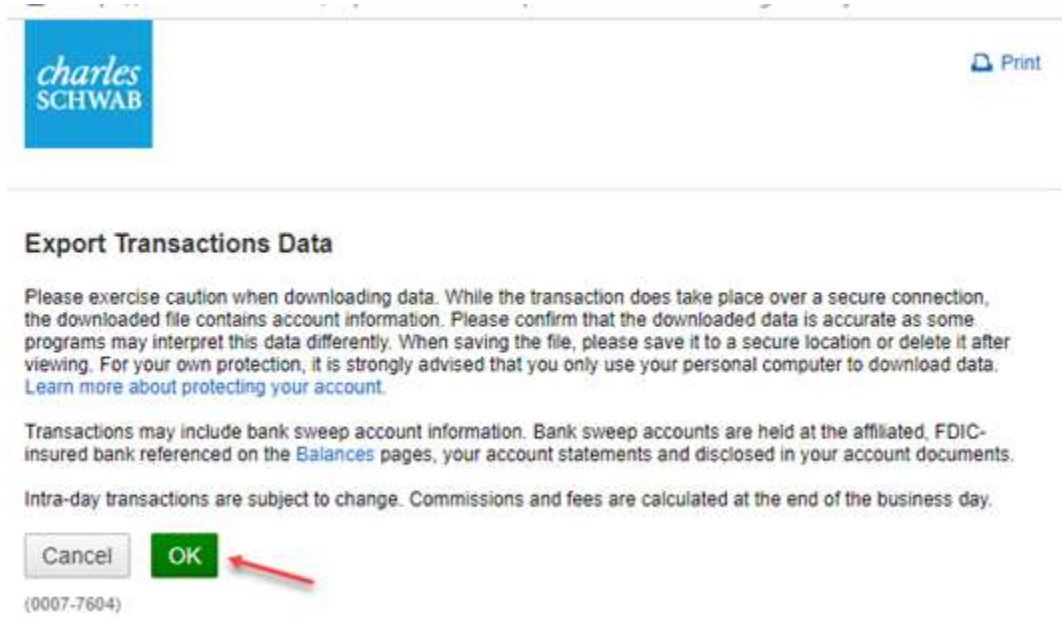 charles
SCHWAB
Print
Export Transactions Data
Please exercise caution when downloading data. While the transaction does take place over a secure connection,
the downloaded file contains account information. Please confirm that the downloaded data is accurate as some
programs may interpret this data differently. When saving the file, please save it to a secure location or delete it after
viewing. For your own protection, it is strongly advised that you only use your personal computer to download data.
Learn more about protecting your account.
Transactions may include bank sweep account information. Bank sweep accounts are held at the affiliated, FDIC-
insured bank referenced on the Balances pages, your account statements and disclosed in your account documents.
Intra-day transactions are subject to change. Commissions and fees are calculated at the end of the business day.
Cancel OK
(0007-7604)